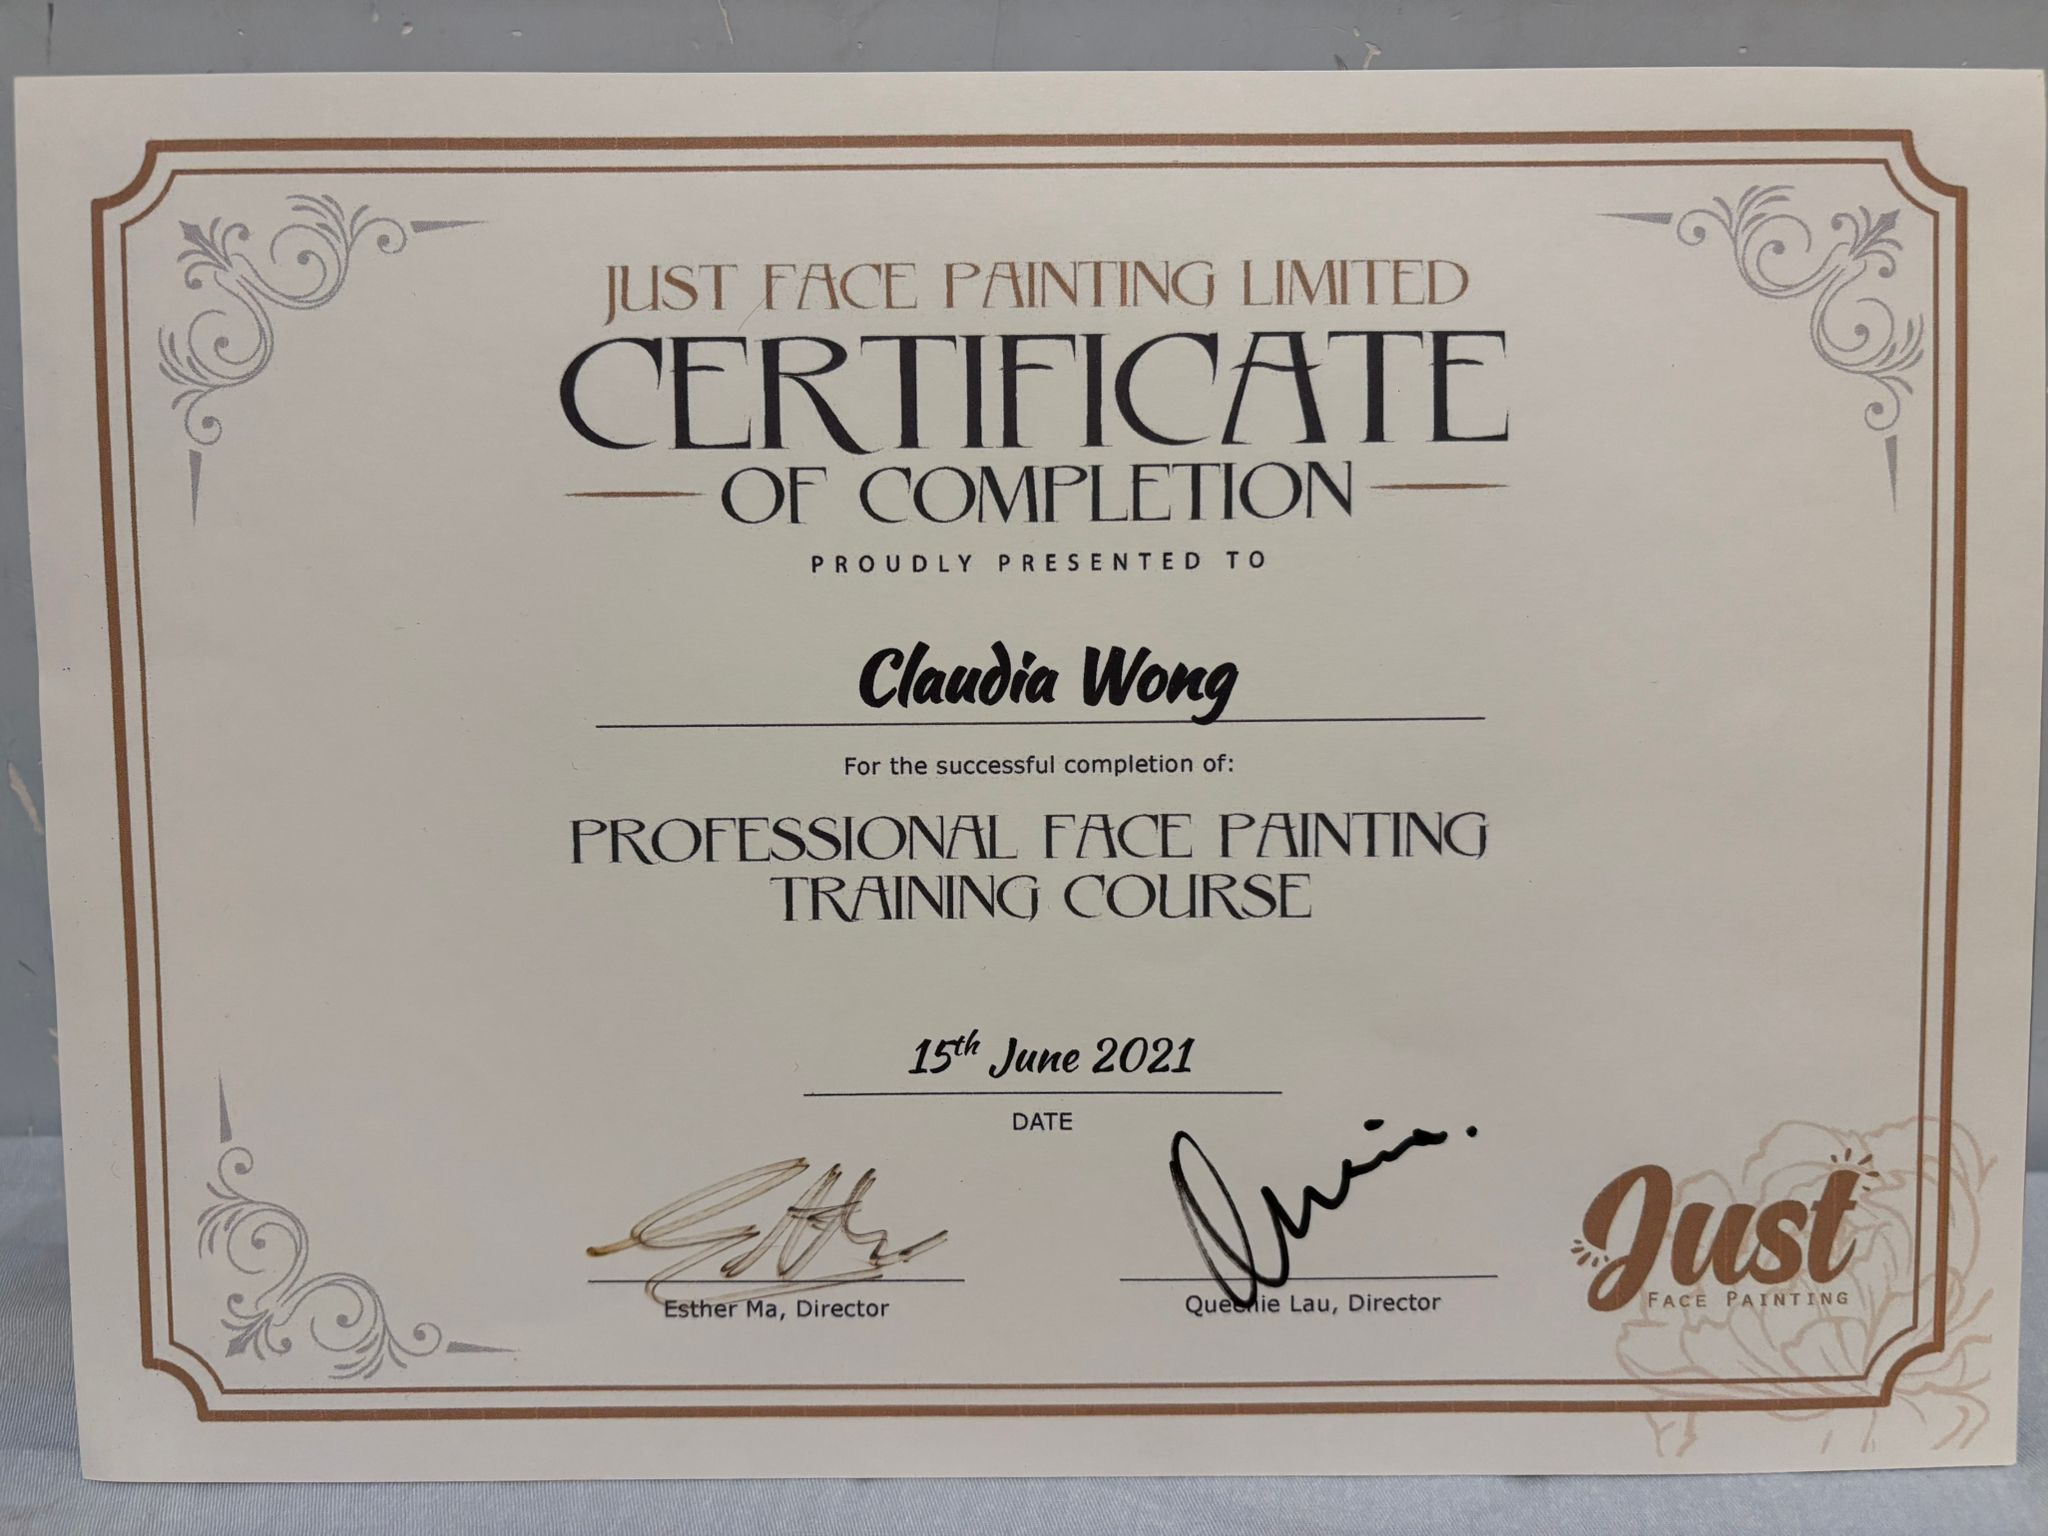 JUST FACE PAINTING LIMITED
CERTIFICATE
OF COMPLETION
PROUDLY PRESENTED TO
Claudia Wong
For the successful completion of:
PROFESSIONAL FACE PAINTING
TRAINING COURSE
15th June 2021
DATE
Esther Ma, Director
Queenie Lau, Director
Just
FACE PAINTING